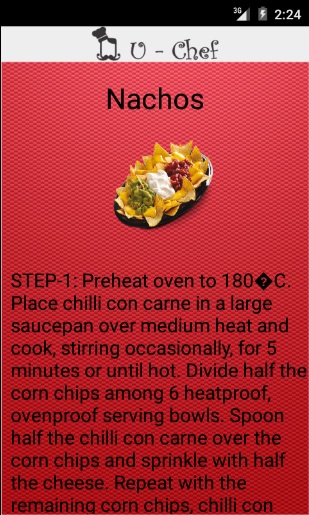 3G 2:24
U - Chef
Nachos
STEP-1: Preheat oven to 180�C.
Place chilli con carne in a large
saucepan over medium heat and
cook, stirring occasionally, for 5
minutes or until hot. Divide half the
corn chips among 6 heatproof,
ovenproof serving bowls. Spoon
half the chilli con carne over the
corn chips and sprinkle with half
the cheese. Repeat with the
remaining corn chips, chilli con